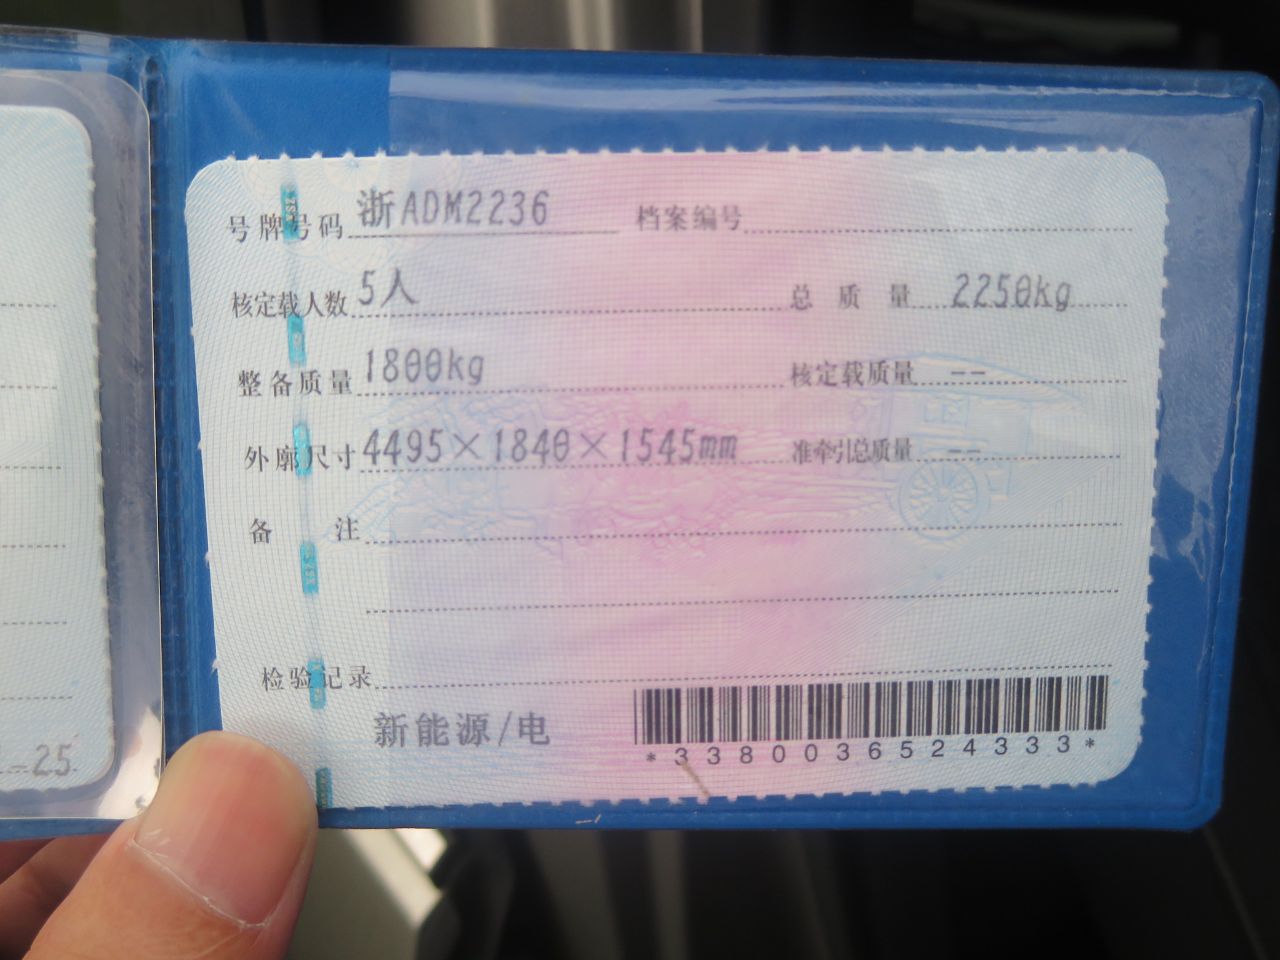 号牌号码 浙ADM2236 档案编号
核定载人数 5人 总质量 2250kg
整备质量 1800kg 核定载质量 --
外廓尺寸 4495×1840×1545mm 准牵引总质量 --
备注
检验记录
新能源/电
*3380036524333*
-25